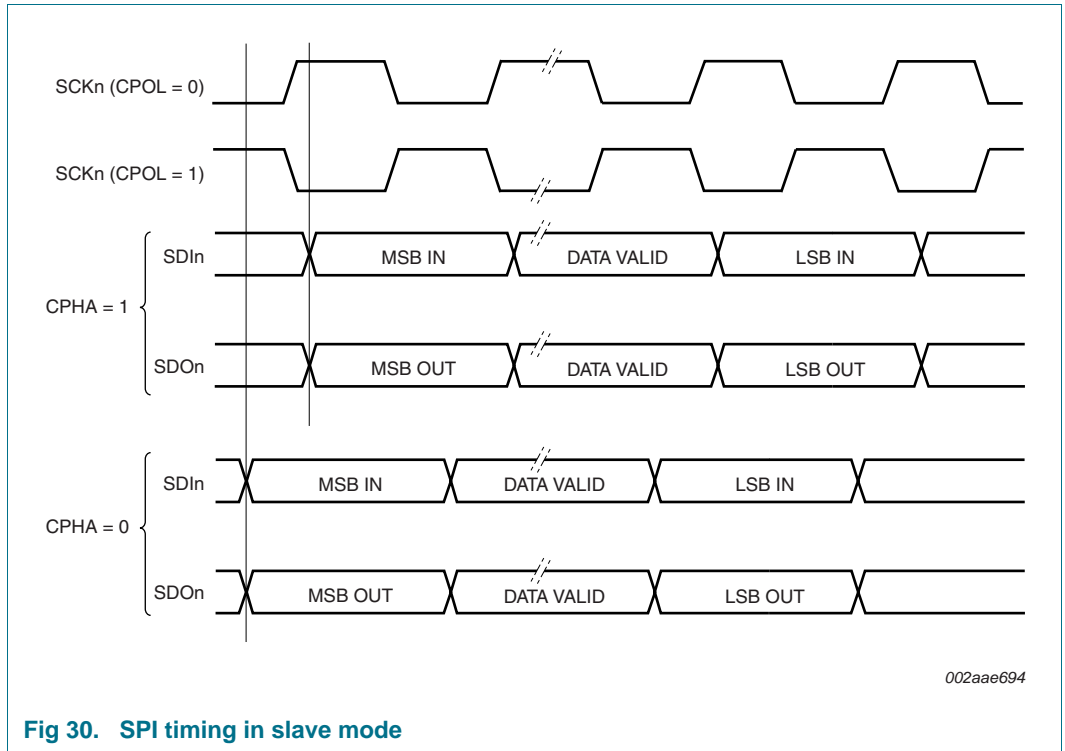 SCKn (CPOL = 0)
SCKn (CPOL = 1)
CPHA = 1
SDIn
MSB IN
DATA VALID
LSB IN
SDOn
MSB OUT
DATA VALID
LSB OUT
CPHA = 0
SDIn
MSB IN
DATA VALID
LSB IN
SDOn
MSB OUT
DATA VALID
LSB OUT
002aae694
Fig 30. SPI timing in slave mode